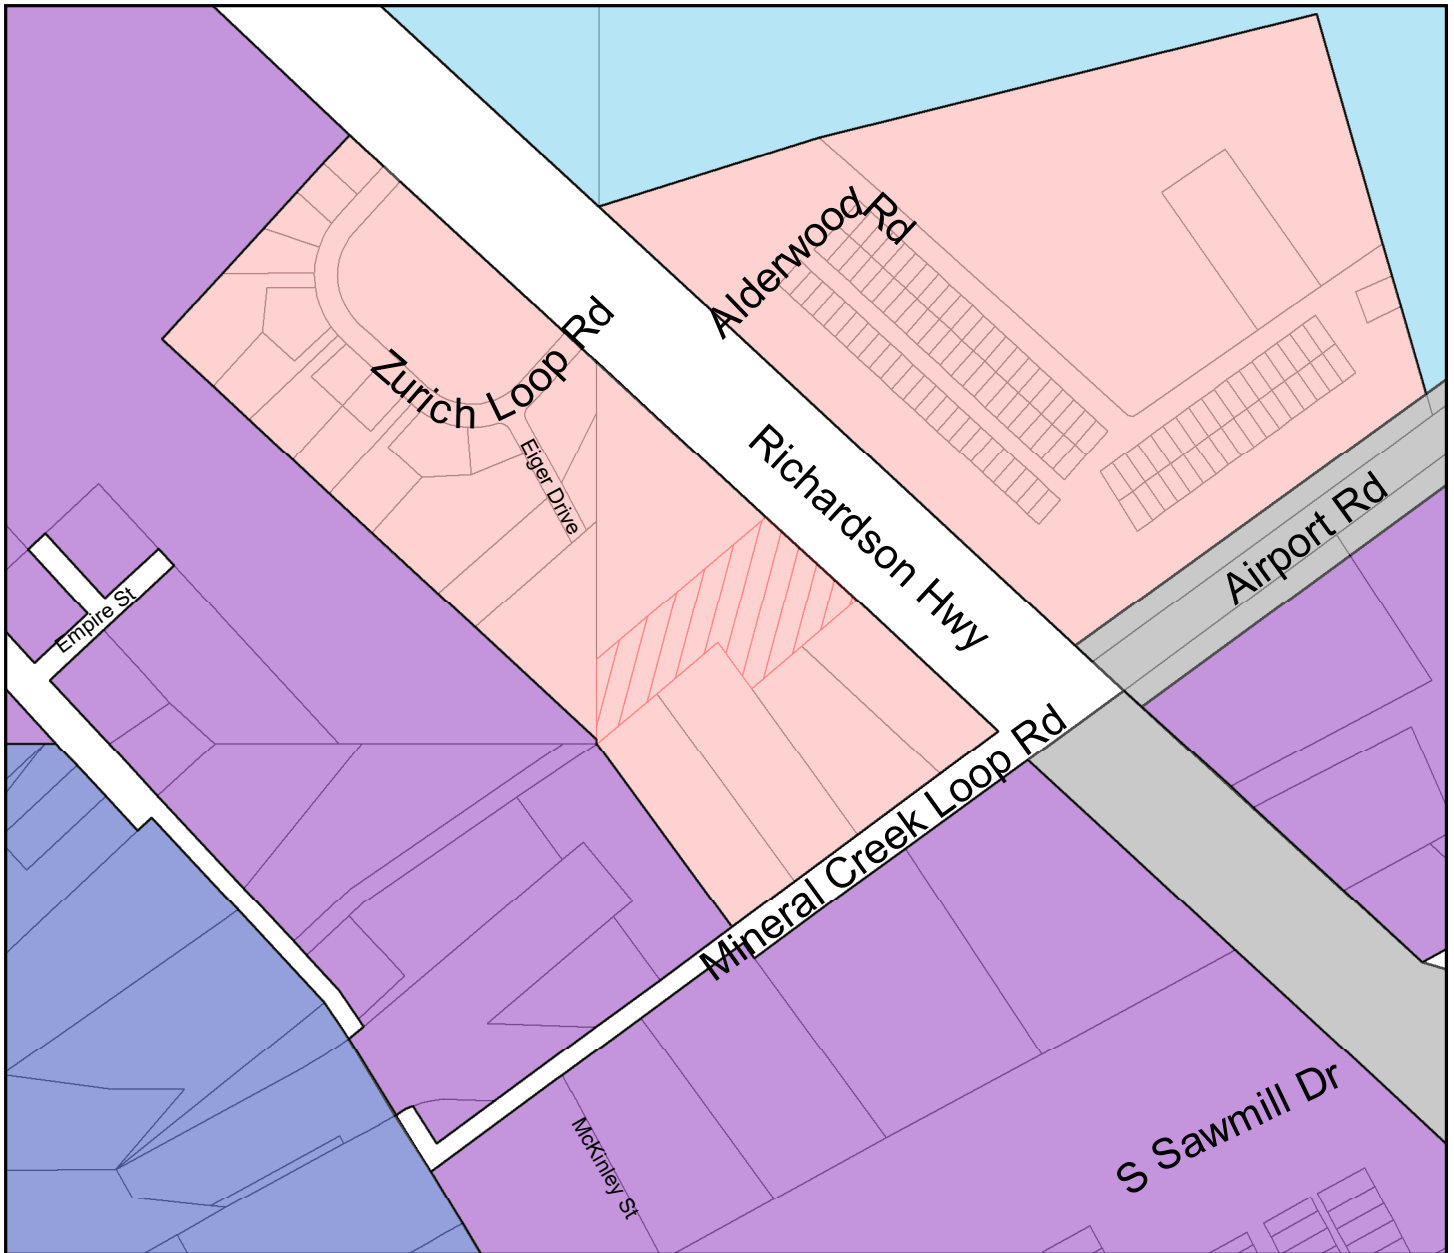 Alderwood Rd
Zurich Loop Rd
Eiger Drive
Richardson Hwy
Airport Rd
Empire St
Mineral Creek Loop Rd
S Sawmill Dr
McKinley St